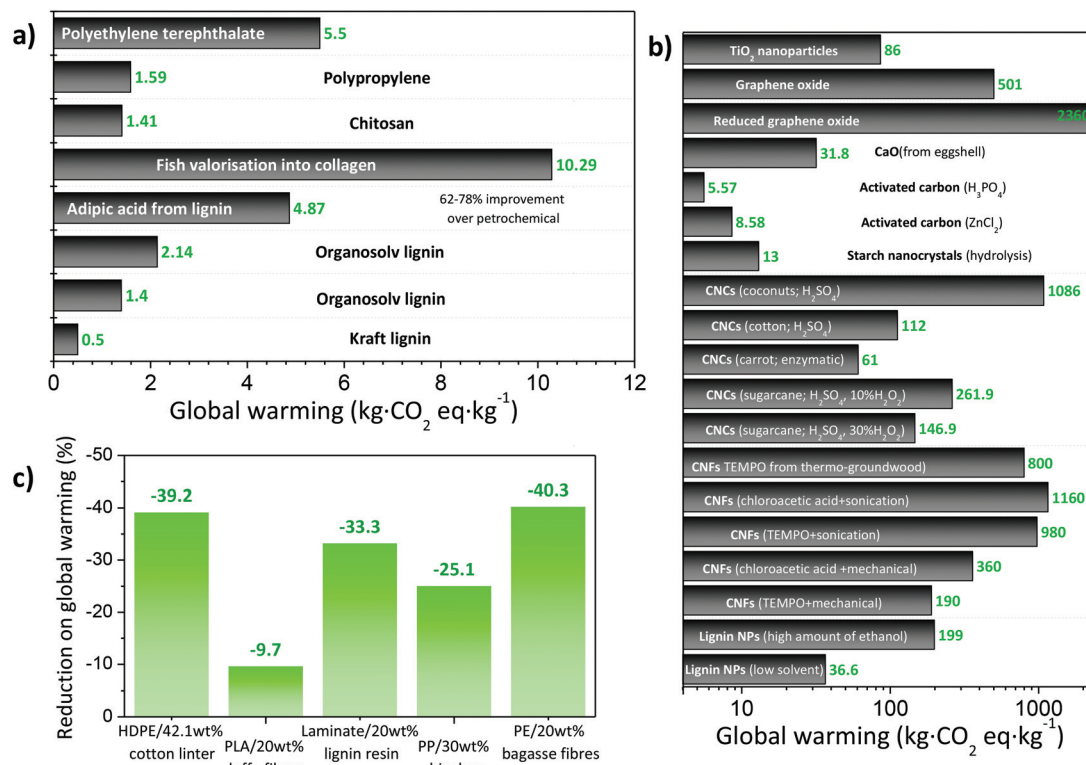 a)
Polyethylene terephthalate
5.5
1.59
Polypropylene
1.41
Chitosan
Fish valorisation into collagen
10.29
Adipic acid from lignin
4.87
62-78% improvement
over petrochemical
2.14
Organosolv lignin
1.4
Organosolv lignin
0.5
Kraft lignin
0 2 4 6 8 10 12
Global warming (kg·CO₂ eq·kg⁻¹)
b)
TiO₂ nanoparticles
86
Graphene oxide
501
Reduced graphene oxide
2360
31.8
CaO(from eggshell)
5.57
Activated carbon (H₃PO₄)
8.58
Activated carbon (ZnCl₂)
13
Starch nanocrystals (hydrolysis)
CNCs (coconuts; H₂SO₄)
1086
CNCs (cotton; H₂SO₄)
112
CNCs (carrot; enzymatic)
61
CNCs (sugarcane; H₂SO₄, 10%H₂O₂)
261.9
CNCs (sugarcane; H₂SO₄, 30%H₂O₂)
146.9
CNFs TEMPO from thermo-groundwood)
800
CNFs (chloroacetic acid+sonication)
1160
CNFs (TEMPO+sonication)
980
CNFs (chloroacetic acid +mechanical)
360
CNFs (TEMPO+mechanical)
190
Lignin NPs (high amount of ethanol)
199
Lignin NPs (low solvent)
36.6
10 100 1000
Global warming (kg·CO₂ eq·kg⁻¹)
c)
Reduction on global warming (%)
-50
-40
-30
-20
-10
0
-39.2
-9.7
-33.3
-25.1
-40.3
HDPE/42.1wt%
cotton linter
PLA/20wt%
Laminate/20wt%
lignin resin
PP/30wt%
PE/20wt%
bagasse fibres